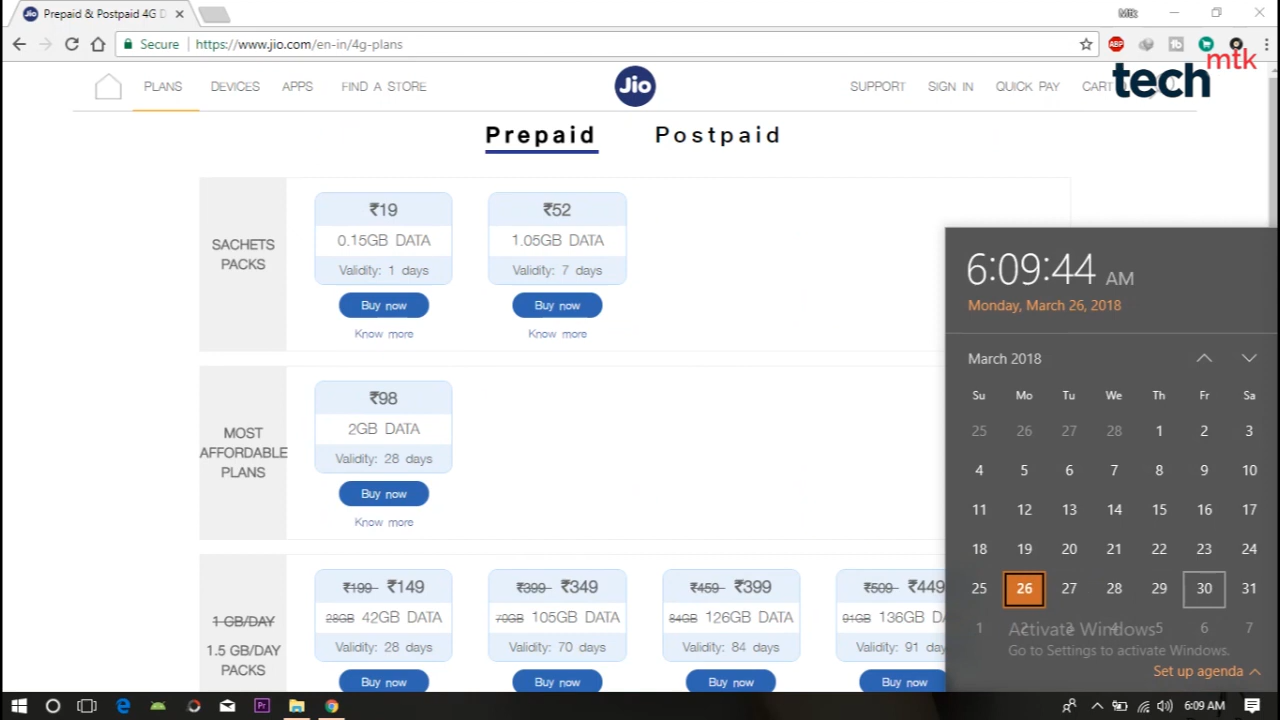 Prepaid & Postpaid 4G D
Mtk
Secure
https://www.jio.com/en-in/4g-plans
ABP
mtk
tech
PLANS DEVICES APPS FIND A STORE
Jio
SUPPORT SIGN IN QUICK PAY CART
Prepaid Postpaid
SACHETS
PACKS
₹19
0.15GB DATA
Validity: 1 days
Buy now
Know more
₹52
1.05GB DATA
Validity: 7 days
Buy now
Know more
MOST
AFFORDABLE
PLANS
₹98
2GB DATA
Validity: 28 days
Buy now
Know more
1 GB/DAY
1.5 GB/DAY
PACKS
₹199 ₹149
28GB 42GB DATA
Validity: 28 days
Buy now
₹399 ₹349
70GB 105GB DATA
Validity: 70 days
Buy now
₹459 ₹399
84GB 126GB DATA
Validity: 84 days
Buy now
₹509 ₹449
91GB 136GB DA
Validity: 91 day
Buy now
6:09:44 AM
Monday, March 26, 2018
March 2018
Su Mo Tu We Th Fr Sa
25 26 27 28 1 2 3
4 5 6 7 8 9 10
11 12 13 14 15 16 17
18 19 20 21 22 23 24
25 26 27 28 29 30 31
1 2 3 4 5 6 7
Activate Windows
Go to Settings to activate Windows.
Set up agenda
Pr
6:09 AM